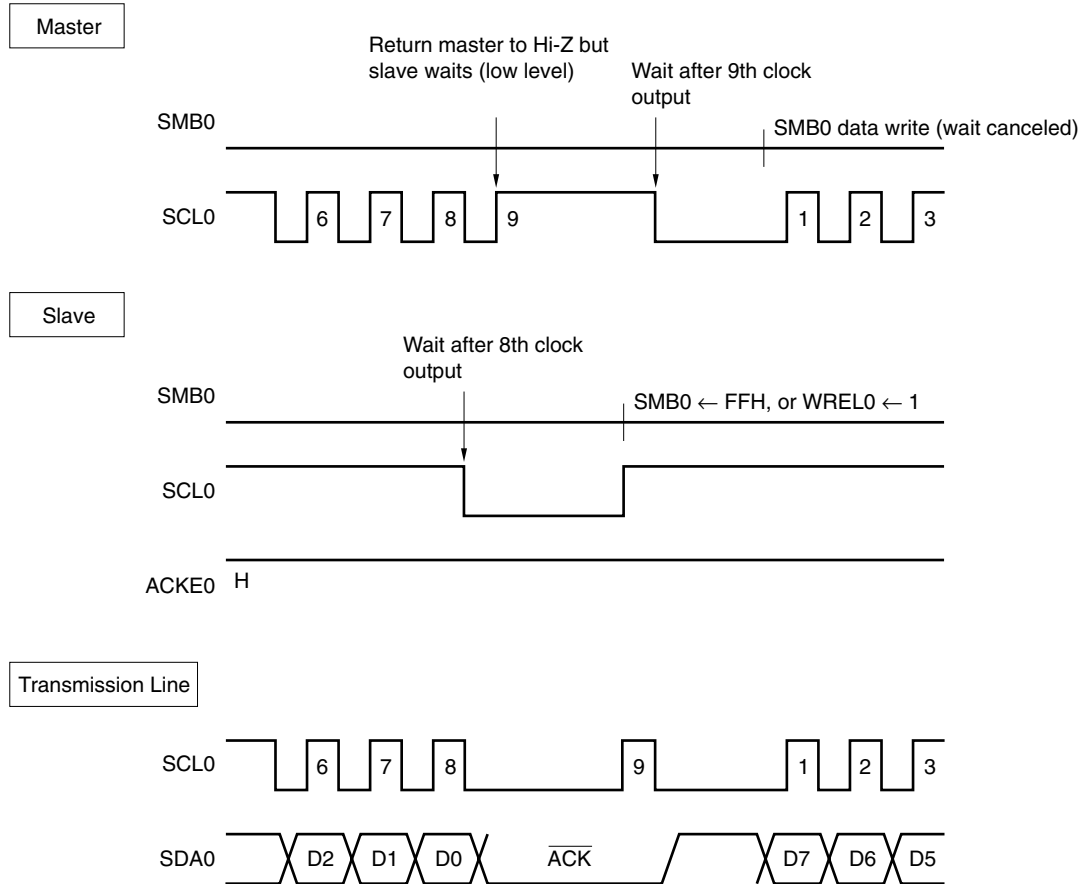 Master
Return master to Hi-Z but
slave waits (low level)
Wait after 9th clock
output
SMB0
SMB0 data write (wait canceled)
SCL0
6 7 8 9 1 2 3
Slave
Wait after 8th clock
output
SMB0
SMB0 ← FFH, or WREL0 ← 1
SCL0
ACKE0 H
Transmission Line
SCL0
6 7 8 9 1 2 3
SDA0
D2 D1 D0 A̅C̅K̅ D7 D6 D5